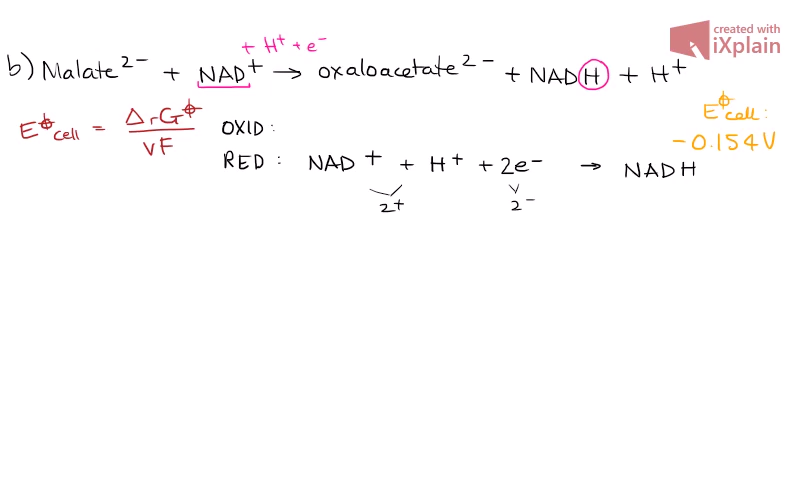 created with
iXplain
+ H⁺ + e⁻
b) Malate²⁻ + NAD⁺ → oxaloacetate²⁻ + NADH + H⁺
E⦵cell = ΔrG⦵ / νF
E⦵cell:
-0.154V
OXID:
RED: NAD⁺ + H⁺ + 2e⁻ → NADH
2⁺ 2⁻